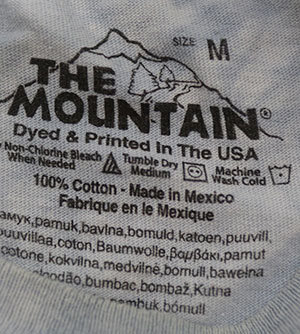 SIZE M
THE
MOUNTAIN®
Dyed & Printed In The USA
Non-Chlorine Bleach When Needed Tumble Dry Medium Machine Wash Cold
100% Cotton - Made in Mexico
Fabrique en le Mexique
памук,pamuk,bavlna,bomuld,katoen,puuvill,
puuvillaa,coton,Baumwolle,βαμβάκι,pamut
cotone,kokvilna,medvilnė,bomull,bawełna
algodão,bumbac,bombaž,Kutna
pambuk,bómull